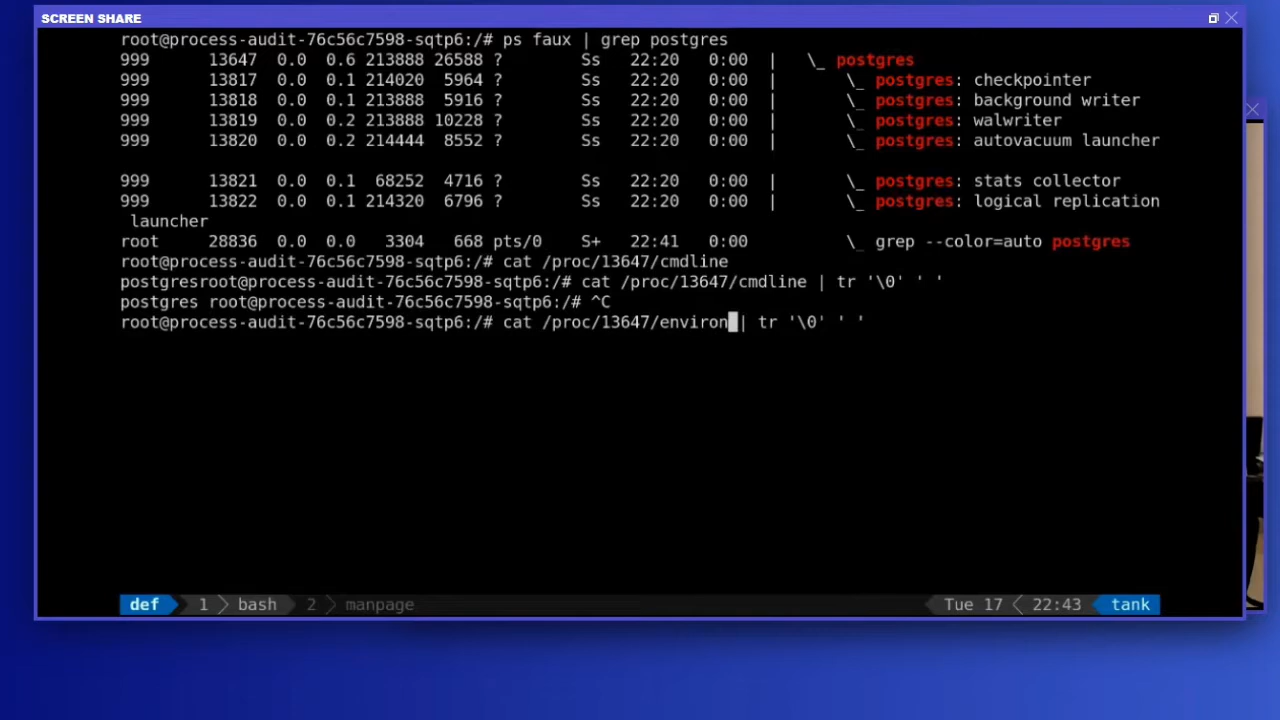 SCREEN SHARE
root@process-audit-76c56c7598-sqtp6:/# ps faux | grep postgres
999 13647 0.0 0.6 213888 26588 ? Ss 22:20 0:00 | \_ postgres
999 13817 0.0 0.1 214020 5964 ? Ss 22:20 0:00 | \_ postgres: checkpointer
999 13818 0.0 0.1 213888 5916 ? Ss 22:20 0:00 | \_ postgres: background writer
999 13819 0.0 0.2 213888 10228 ? Ss 22:20 0:00 | \_ postgres: walwriter
999 13820 0.0 0.2 214444 8552 ? Ss 22:20 0:00 | \_ postgres: autovacuum launcher
999 13821 0.0 0.1 68252 4716 ? Ss 22:20 0:00 | \_ postgres: stats collector
999 13822 0.0 0.1 214320 6796 ? Ss 22:20 0:00 | \_ postgres: logical replication
launcher
root 28836 0.0 0.0 3304 668 pts/0 S+ 22:41 0:00 \_ grep --color=auto postgres
root@process-audit-76c56c7598-sqtp6:/# cat /proc/13647/cmdline
postgresroot@process-audit-76c56c7598-sqtp6:/# cat /proc/13647/cmdline | tr '\0' ' '
postgres root@process-audit-76c56c7598-sqtp6:/# ^C
root@process-audit-76c56c7598-sqtp6:/# cat /proc/13647/environ | tr '\0' ' '
def 1 bash 2 manpage Tue 17 22:43 tank